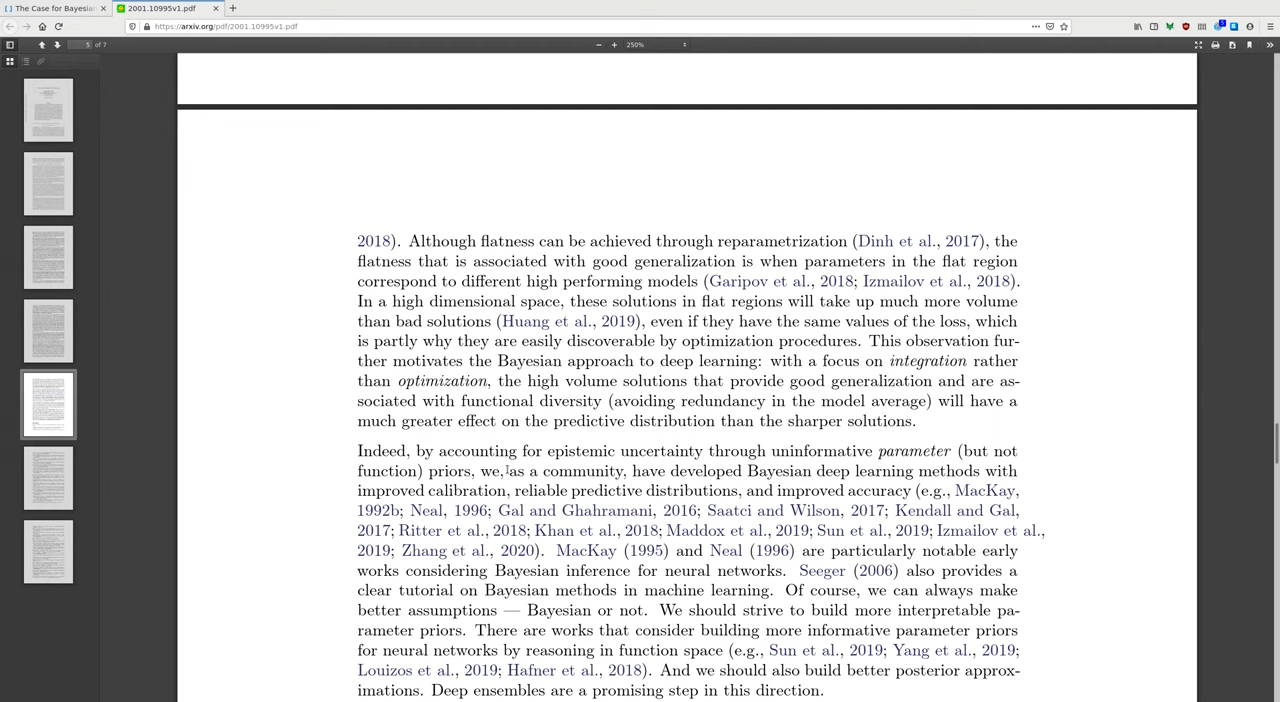 The Case for Bayesian
2001.10995v1.pdf
https://arxiv.org/pdf/2001.10995v1.pdf
5 of 7
250%
2018). Although flatness can be achieved through reparametrization (Dinh et al., 2017), the
flatness that is associated with good generalization is when parameters in the flat region
correspond to different high performing models (Garipov et al., 2018; Izmailov et al., 2018).
In a high dimensional space, these solutions in flat regions will take up much more volume
than bad solutions (Huang et al., 2019), even if they have the same values of the loss, which
is partly why they are easily discoverable by optimization procedures. This observation fur-
ther motivates the Bayesian approach to deep learning: with a focus on integration rather
than optimization, the high volume solutions that provide good generalization and are as-
sociated with functional diversity (avoiding redundancy in the model average) will have a
much greater effect on the predictive distribution than the sharper solutions.
Indeed, by accounting for epistemic uncertainty through uninformative parameter (but not
function) priors, we, as a community, have developed Bayesian deep learning methods with
improved calibration, reliable predictive distributions, and improved accuracy (e.g., MacKay,
1992b; Neal, 1996; Gal and Ghahramani, 2016; Saatci and Wilson, 2017; Kendall and Gal,
2017; Ritter et al., 2018; Khan et al., 2018; Maddox et al., 2019; Sun et al., 2019; Izmailov et al.,
2019; Zhang et al., 2020). MacKay (1995) and Neal (1996) are particularly notable early
works considering Bayesian inference for neural networks. Seeger (2006) also provides a
clear tutorial on Bayesian methods in machine learning. Of course, we can always make
better assumptions — Bayesian or not. We should strive to build more interpretable pa-
rameter priors. There are works that consider building more informative parameter priors
for neural networks by reasoning in function space (e.g., Sun et al., 2019; Yang et al., 2019;
Louizos et al., 2019; Hafner et al., 2018). And we should also build better posterior approx-
imations. Deep ensembles are a promising step in this direction.